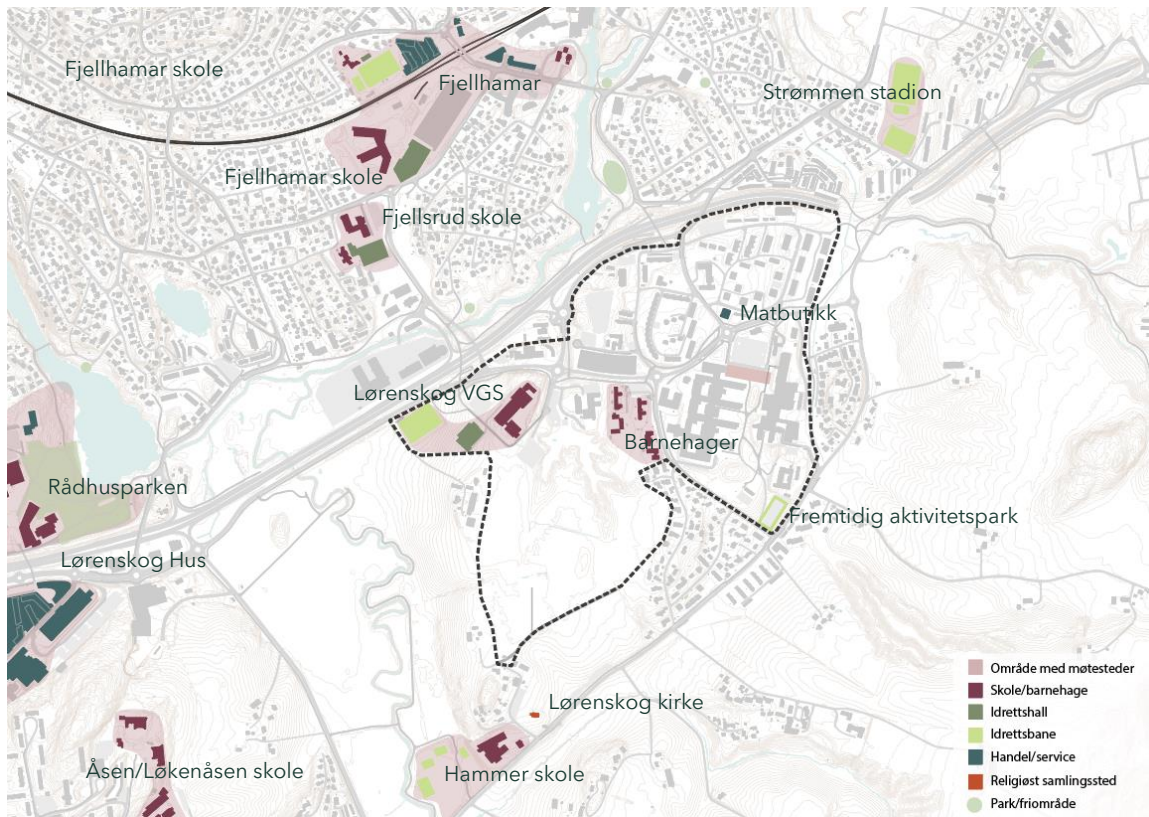 Fjellhamar skole
Fjellhamar
Strømmen stadion
Fjellhamar skole
Fjellsrud skole
Matbutikk
Lørenskog VGS
Barnehager
Rådhusparken
Fremtidig aktivitetspark
Lørenskog Hus
Lørenskog kirke
Åsen/Løkenåsen skole
Hammer skole
Område med møtesteder
Skole/barnehage
Idrettshall
Idrettsbane
Handel/service
Religiøst samlingssted
Park/friområde